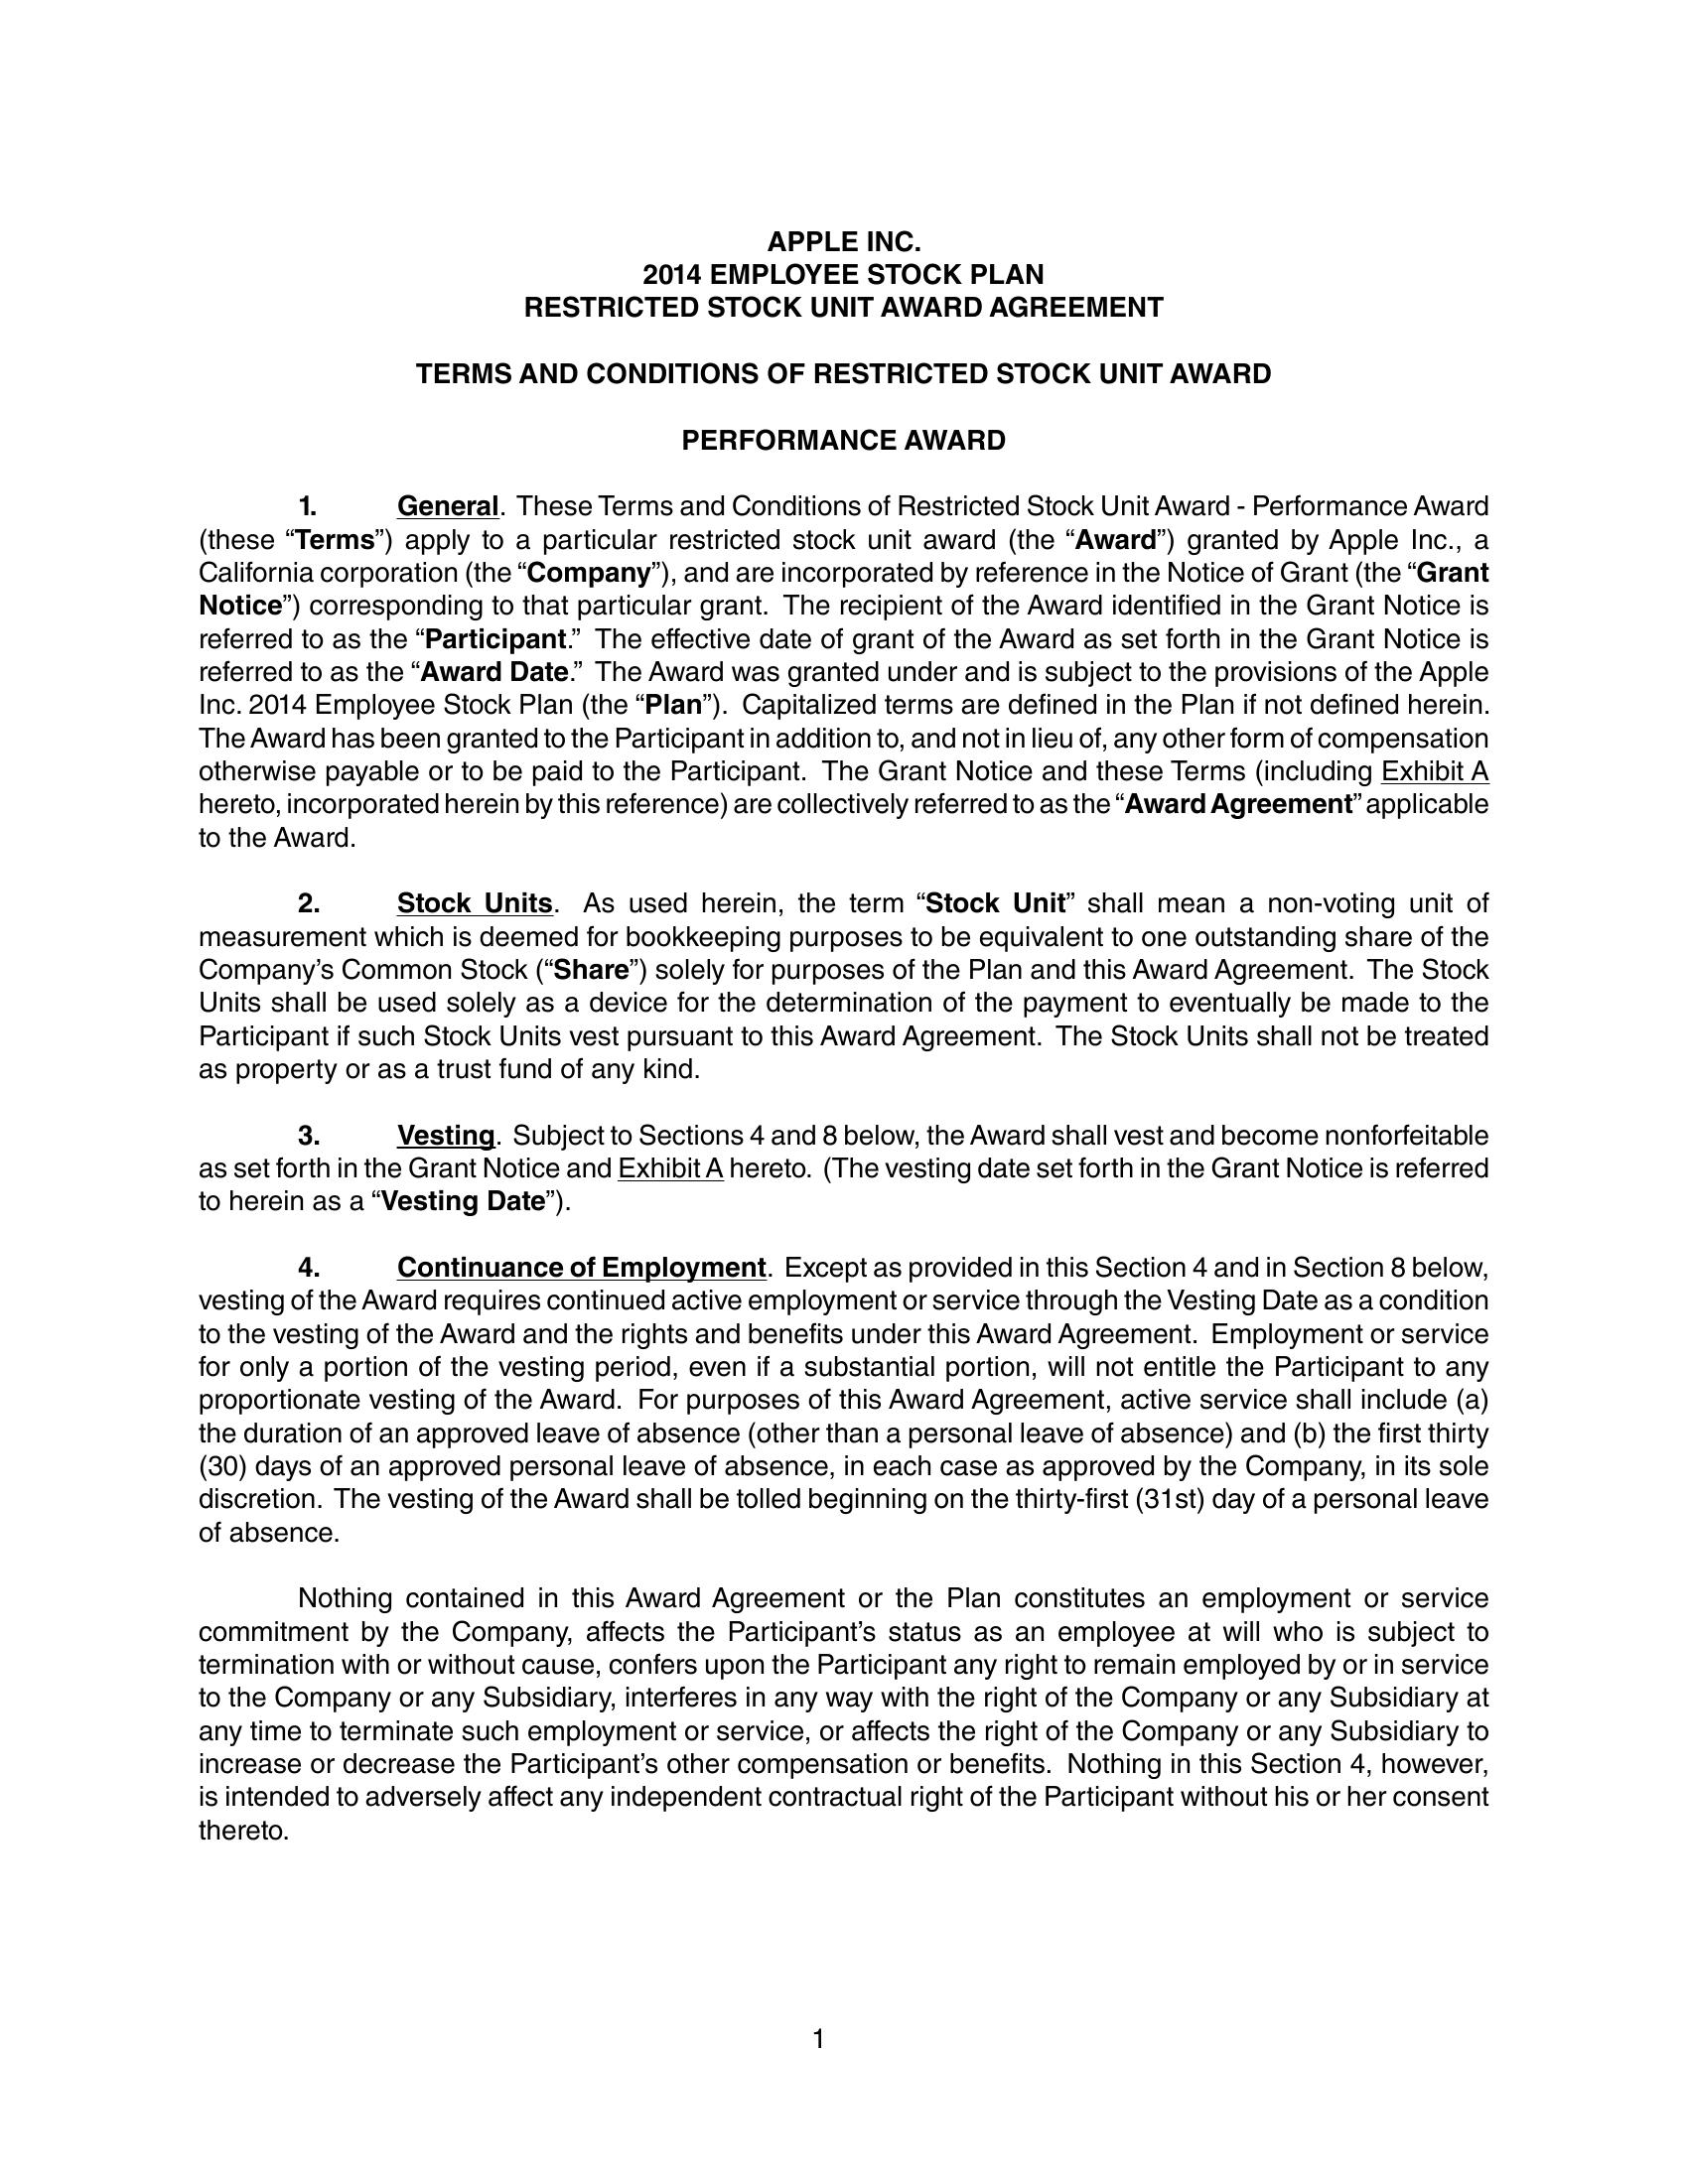 APPLE INC.
2014 EMPLOYEE STOCK PLAN
RESTRICTED STOCK UNIT AWARD AGREEMENT
TERMS AND CONDITIONS OF RESTRICTED STOCK UNIT AWARD
PERFORMANCE AWARD
1. General. These Terms and Conditions of Restricted Stock Unit Award - Performance Award
(these “Terms”) apply to a particular restricted stock unit award (the “Award”) granted by Apple Inc., a
California corporation (the “Company”), and are incorporated by reference in the Notice of Grant (the “Grant
Notice”) corresponding to that particular grant. The recipient of the Award identified in the Grant Notice is
referred to as the “Participant.” The effective date of grant of the Award as set forth in the Grant Notice is
referred to as the “Award Date.” The Award was granted under and is subject to the provisions of the Apple
Inc. 2014 Employee Stock Plan (the “Plan”). Capitalized terms are defined in the Plan if not defined herein.
The Award has been granted to the Participant in addition to, and not in lieu of, any other form of compensation
otherwise payable or to be paid to the Participant. The Grant Notice and these Terms (including Exhibit A
hereto, incorporated herein by this reference) are collectively referred to as the “Award Agreement” applicable
to the Award.
2. Stock Units. As used herein, the term “Stock Unit” shall mean a non-voting unit of
measurement which is deemed for bookkeeping purposes to be equivalent to one outstanding share of the
Company’s Common Stock (“Share”) solely for purposes of the Plan and this Award Agreement. The Stock
Units shall be used solely as a device for the determination of the payment to eventually be made to the
Participant if such Stock Units vest pursuant to this Award Agreement. The Stock Units shall not be treated
as property or as a trust fund of any kind.
3. Vesting. Subject to Sections 4 and 8 below, the Award shall vest and become nonforfeitable
as set forth in the Grant Notice and Exhibit A hereto. (The vesting date set forth in the Grant Notice is referred
to herein as a “Vesting Date”).
4. Continuance of Employment. Except as provided in this Section 4 and in Section 8 below,
vesting of the Award requires continued active employment or service through the Vesting Date as a condition
to the vesting of the Award and the rights and benefits under this Award Agreement. Employment or service
for only a portion of the vesting period, even if a substantial portion, will not entitle the Participant to any
proportionate vesting of the Award. For purposes of this Award Agreement, active service shall include (a)
the duration of an approved leave of absence (other than a personal leave of absence) and (b) the first thirty
(30) days of an approved personal leave of absence, in each case as approved by the Company, in its sole
discretion. The vesting of the Award shall be tolled beginning on the thirty-first (31st) day of a personal leave
of absence.
Nothing contained in this Award Agreement or the Plan constitutes an employment or service
commitment by the Company, affects the Participant’s status as an employee at will who is subject to
termination with or without cause, confers upon the Participant any right to remain employed by or in service
to the Company or any Subsidiary, interferes in any way with the right of the Company or any Subsidiary at
any time to terminate such employment or service, or affects the right of the Company or any Subsidiary to
increase or decrease the Participant’s other compensation or benefits. Nothing in this Section 4, however,
is intended to adversely affect any independent contractual right of the Participant without his or her consent
thereto.
1